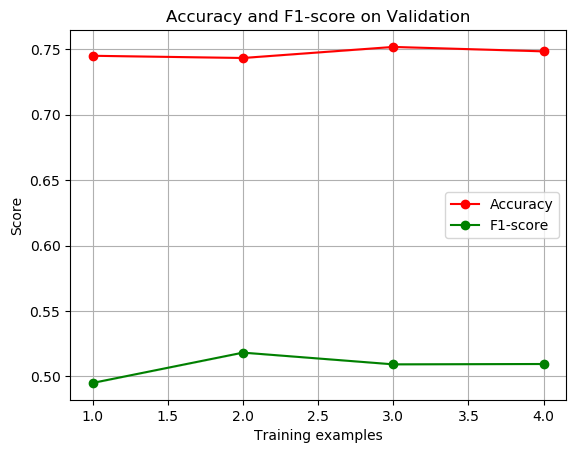 Accuracy and F1-score on Validation
0.75
0.70
0.65
0.60
0.55
0.50
Score
Accuracy
F1-score
1.0 1.5 2.0 2.5 3.0 3.5 4.0
Training examples